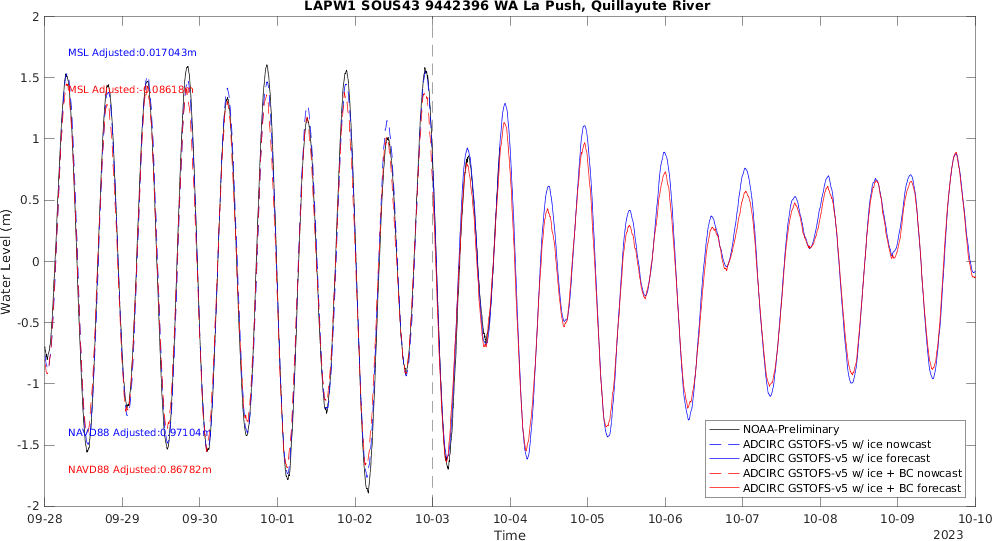 LAPW1 SOUS43 9442396 WA La Push, Quillayute River
2
1.5
1
0.5
0
-0.5
-1
-1.5
-2
Water Level (m)
MSL Adjusted:0.017043m
MSL Adjusted:-0.08618m
NAVD88 Adjusted:0.97104m
NAVD88 Adjusted:0.86782m
NOAA-Preliminary
ADCIRC GSTOFS-v5 w/ ice nowcast
ADCIRC GSTOFS-v5 w/ ice forecast
ADCIRC GSTOFS-v5 w/ ice + BC nowcast
ADCIRC GSTOFS-v5 w/ ice + BC forecast
09-28 09-29 09-30 10-01 10-02 10-03 10-04 10-05 10-06 10-07 10-08 10-09 10-10
Time
2023